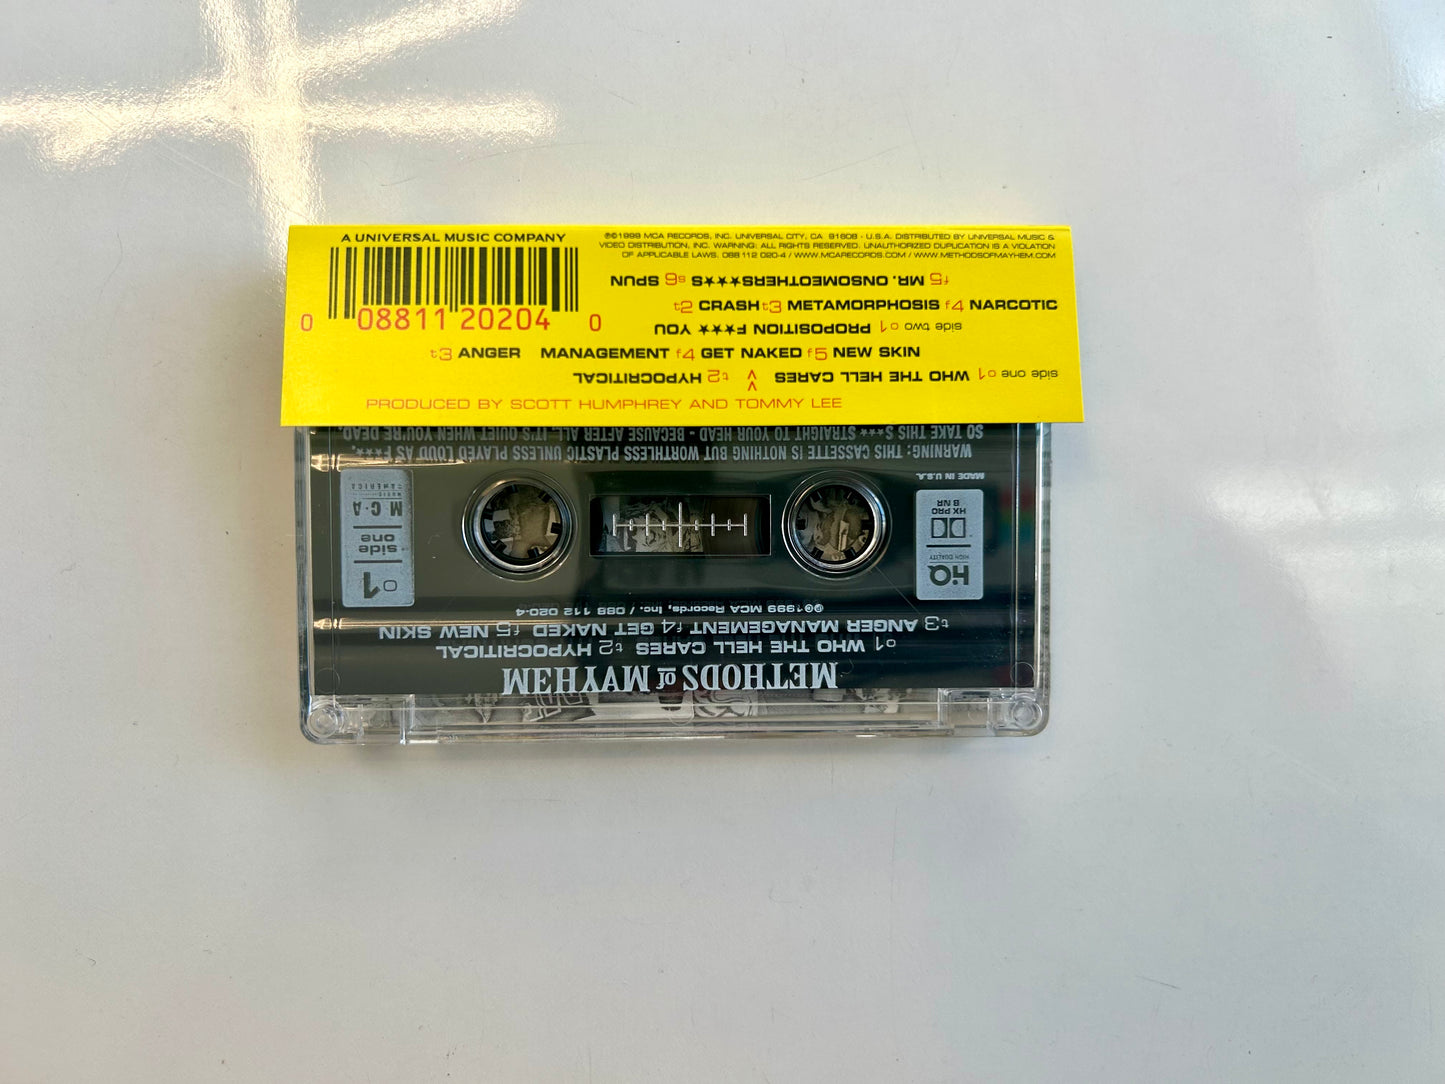 A UNIVERSAL MUSIC COMPANY
0 08811 20204 0
℗©1999 MCA RECORDS, INC. UNIVERSAL CITY, CA 91608 - U.S.A. DISTRIBUTED BY UNIVERSAL MUSIC &
VIDEO DISTRIBUTION, INC. WARNING: ALL RIGHTS RESERVED. UNAUTHORIZED DUPLICATION IS A VIOLATION
OF APPLICABLE LAWS. 088 112 020-4 / WWW.MCARECORDS.COM / WWW.METHODSOFMAYHEM.COM
f5 MR. ONSOMEOTHERS★★★S s6 SPUN
t2 CRASH t3 METAMORPHOSIS f4 NARCOTIC
side two o1 PROPOSITION F★★★ YOU
t3 ANGER MANAGEMENT f4 GET NAKED f5 NEW SKIN
side one o1 WHO THE HELL CARES t2 HYPOCRITICAL
PRODUCED BY SCOTT HUMPHREY AND TOMMY LEE
METHODS of MAYHEM
o1 WHO THE HELL CARES t2 HYPOCRITICAL
t3 ANGER MANAGEMENT f4 GET NAKED f5 NEW SKIN
℗©1999 MCA Records, Inc. / 088 112 020-4
HiQ
HIGH QUALITY
HX PRO
B NR
MADE IN U.S.A.
o1
side one
M·C·A
MUSIC
AMERICA
WARNING: THIS CASSETTE IS NOTHING BUT WORTHLESS PLASTIC UNLESS PLAYED LOUD AS F★★★.
SO TAKE THIS S★★★ STRAIGHT TO YOUR HEAD - BECAUSE AFTER ALL, IT'S QUIET WHEN YOU'RE DEAD.